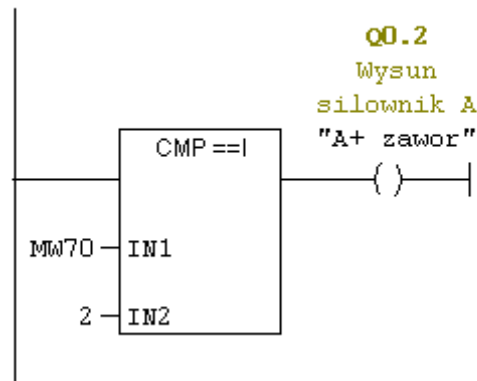 Q0.2
Wysun
silownik A
"A+ zawor"
CMP ==I
MW70
IN1
2
IN2